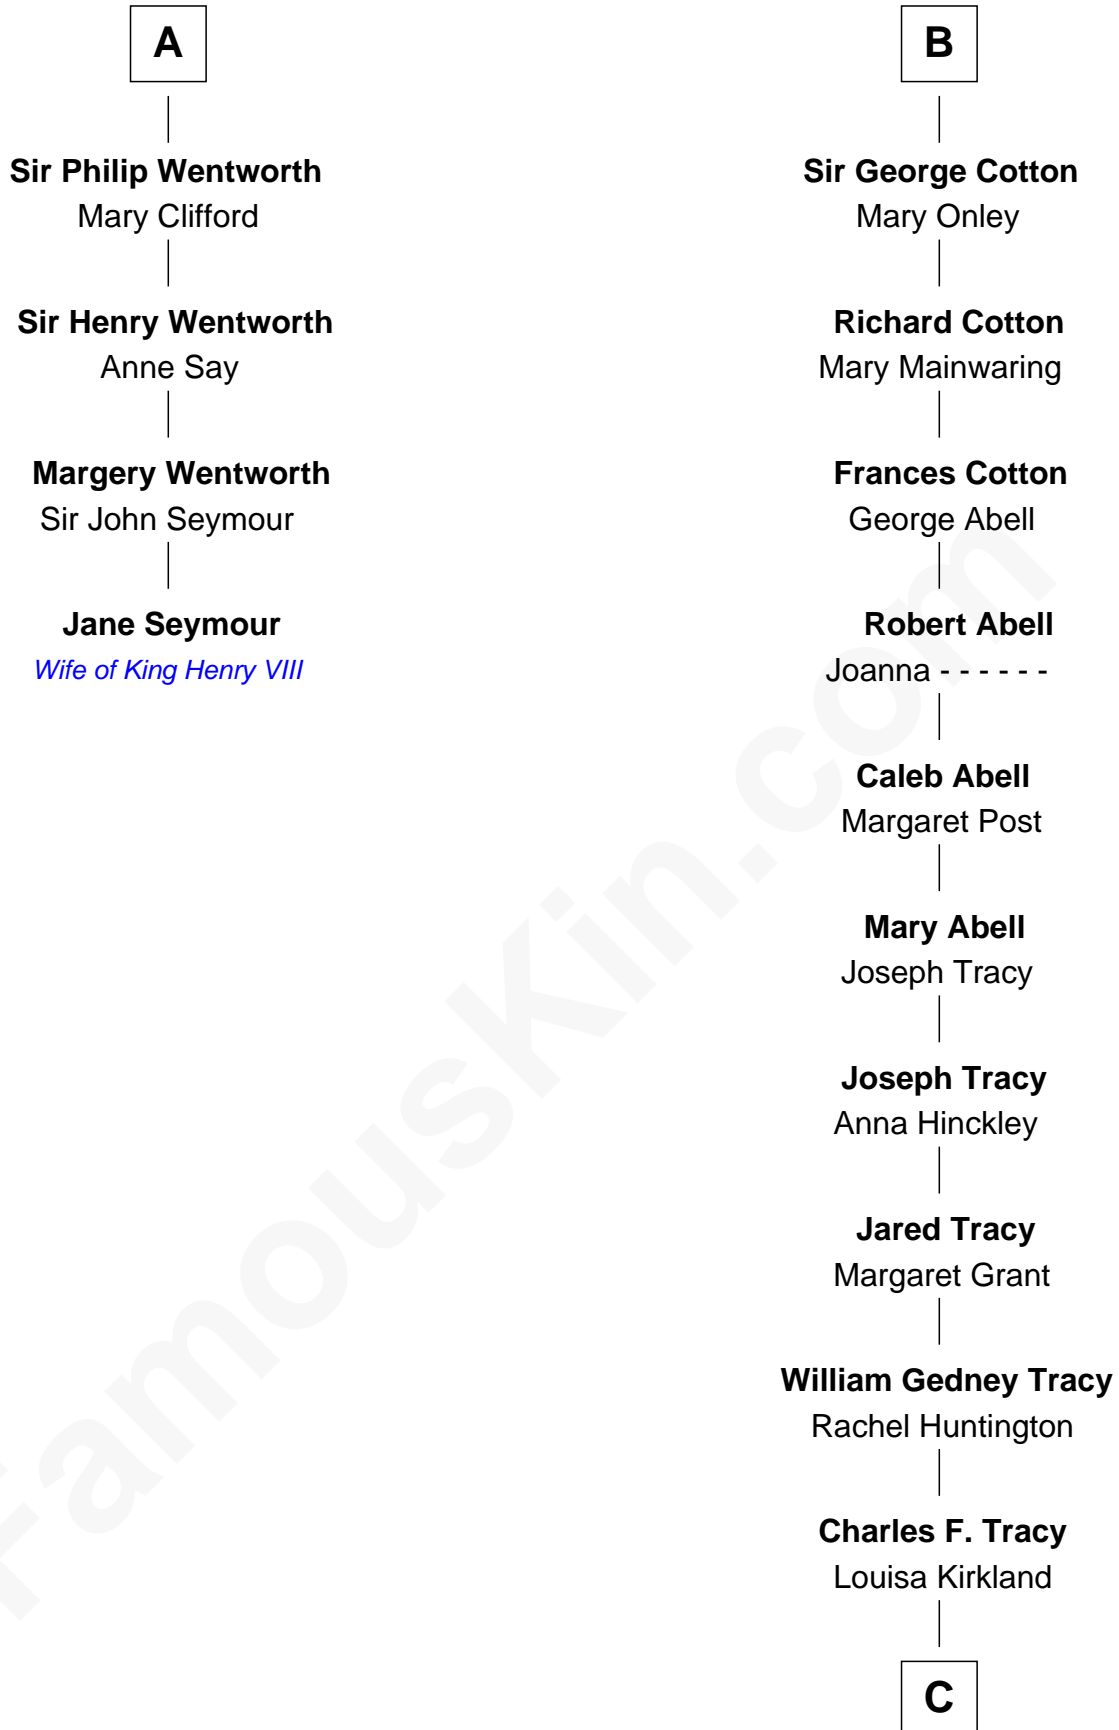 A
Sir Philip Wentworth
Mary Clifford
Sir Henry Wentworth
Anne Say
Margery Wentworth
Sir John Seymour
Jane Seymour
Wife of King Henry VIII
B
Sir George Cotton
Mary Onley
Richard Cotton
Mary Mainwaring
Frances Cotton
George Abell
Robert Abell
Joanna - - - - - -
Caleb Abell
Margaret Post
Mary Abell
Joseph Tracy
Joseph Tracy
Anna Hinckley
Jared Tracy
Margaret Grant
William Gedney Tracy
Rachel Huntington
Charles F. Tracy
Louisa Kirkland
C
FamousKin.com